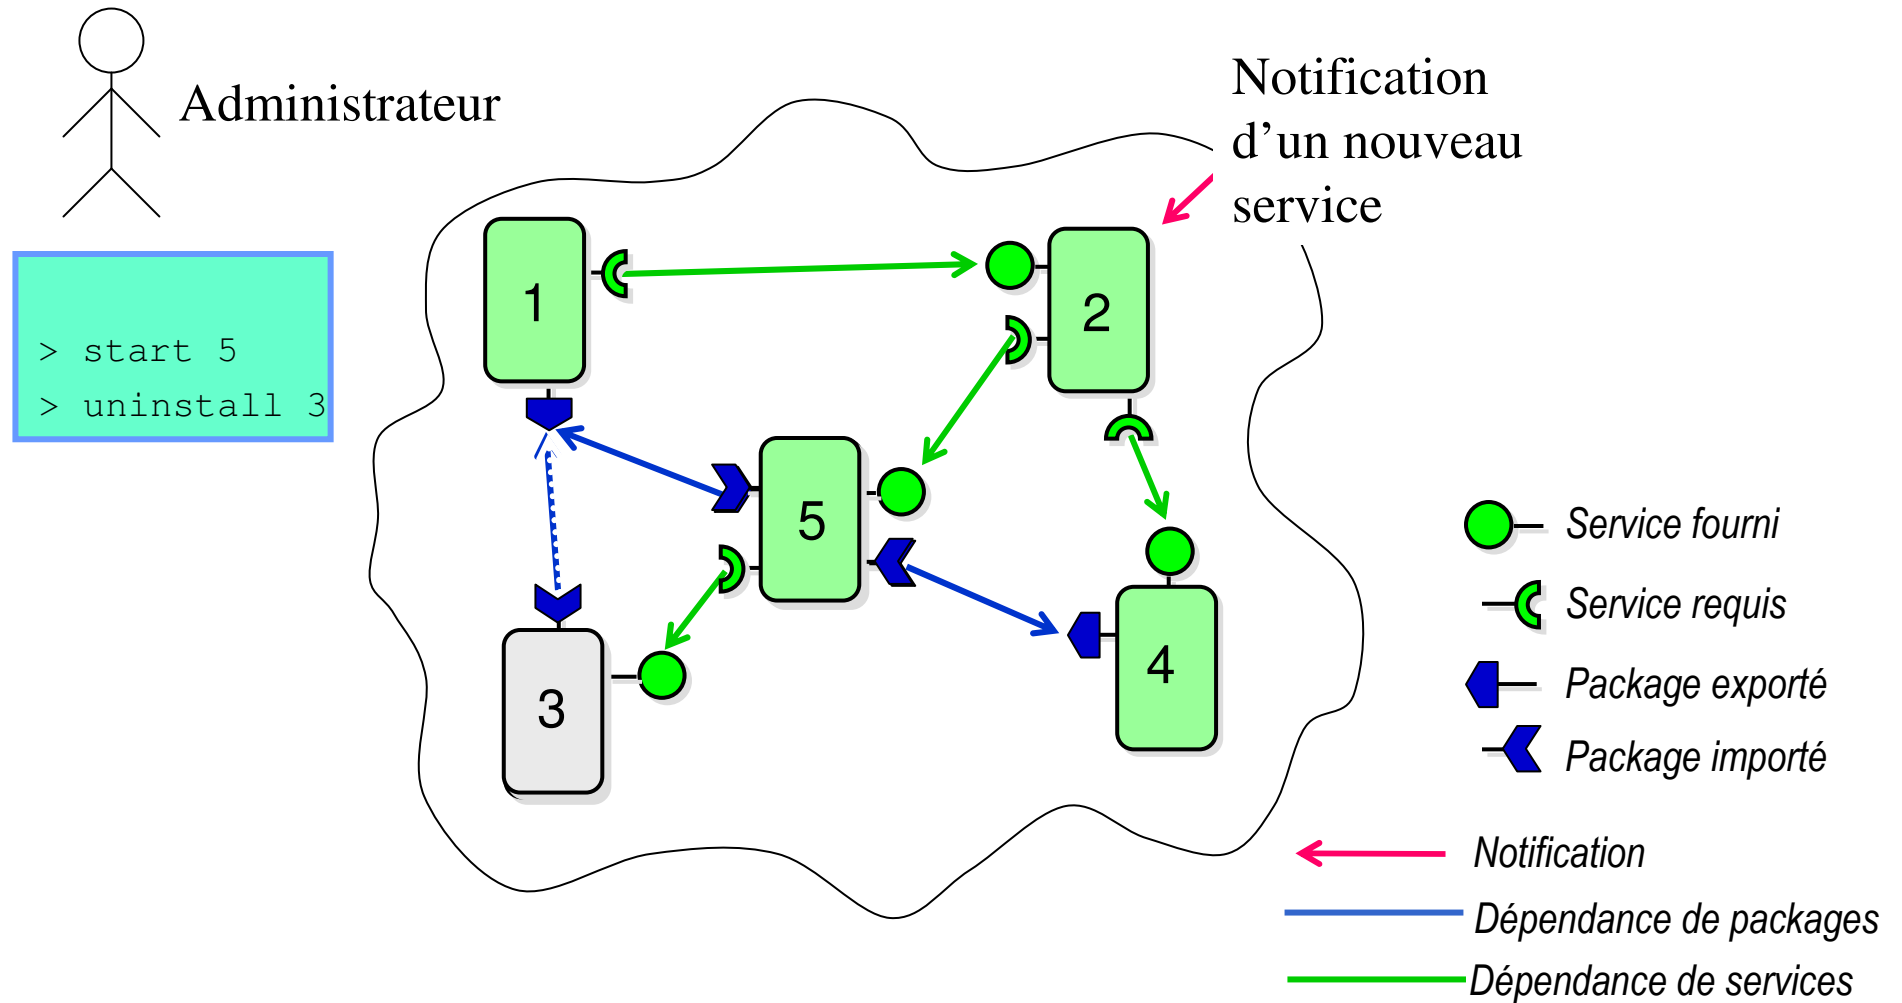 Administrateur
Notification
d’un nouveau
service
> start 5
> uninstall 3
1
2
5
3
4
Service fourni
Service requis
Package exporté
Package importé
Notification
Dépendance de packages
Dépendance de services